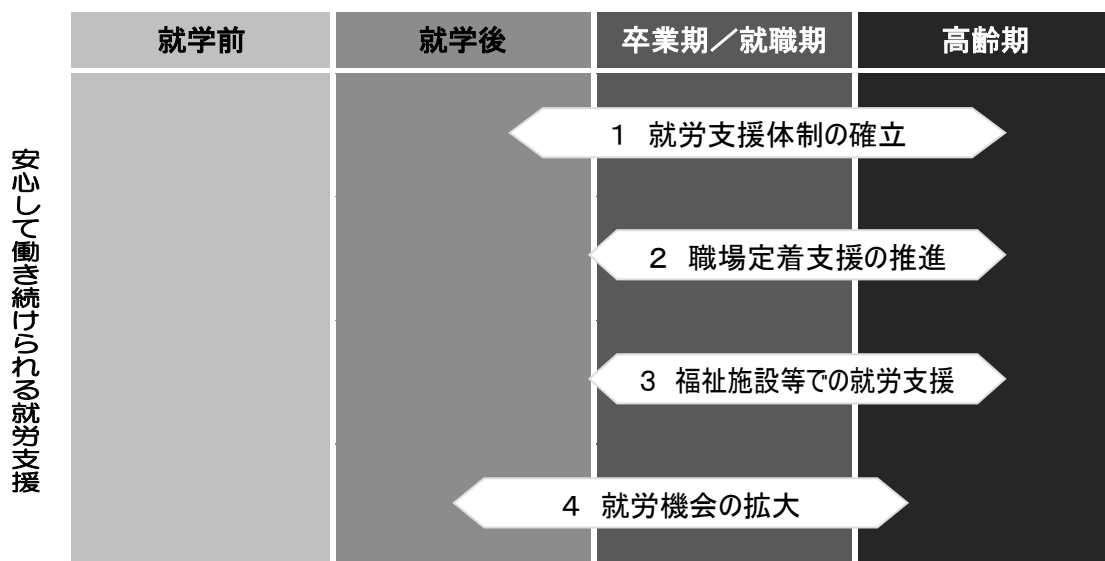 就学前
就学後
卒業期／就職期
高齢期
安心して働き続けられる就労支援
1 就労支援体制の確立
２ 職場定着支援の推進
3 福祉施設等での就労支援
4 就労機会の拡大